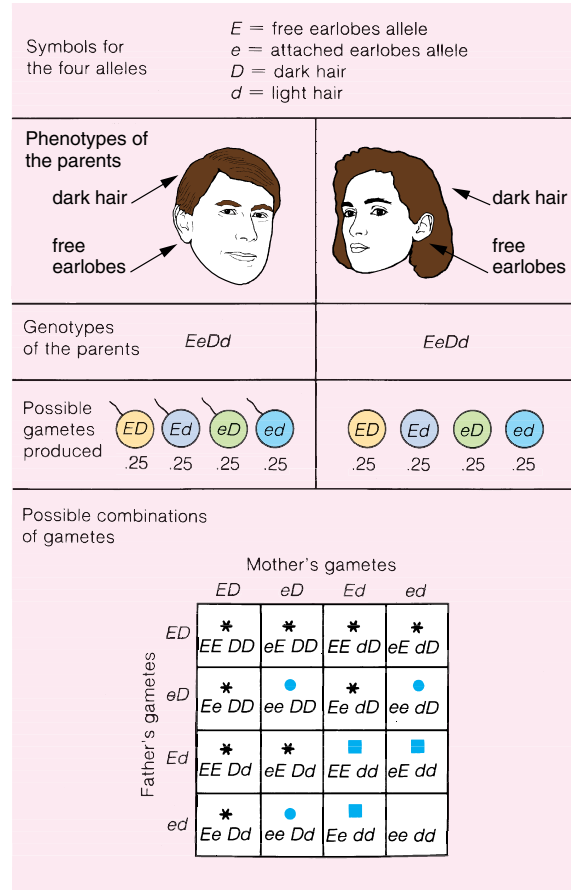 Symbols for
the four alleles
E = free earlobes allele
e = attached earlobes allele
D = dark hair
d = light hair
Phenotypes of
the parents
dark hair
free
earlobes
dark hair
free
earlobes
Genotypes
of the parents
EeDd
EeDd
Possible
gametes
produced
ED Ed eD ed
.25 .25 .25 .25
ED Ed eD ed
.25 .25 .25 .25
Possible combinations
of gametes
Mother's gametes
ED eD Ed ed
Father's gametes
ED
EE DD eE DD EE dD eE dD
eD
Ee DD ee DD Ee dD ee dD
Ed
EE Dd eE Dd EE dd eE dd
ed
Ee Dd ee Dd Ee dd ee dd